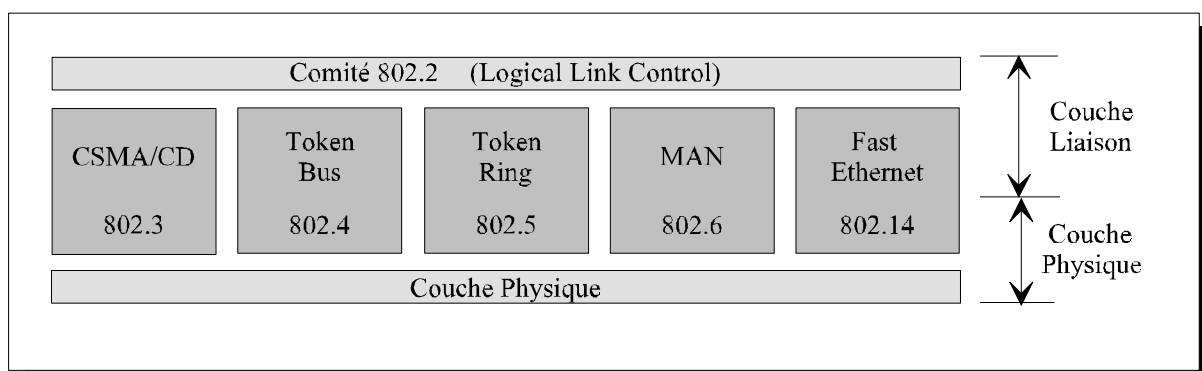 Comité 802.2 (Logical Link Control)
CSMA/CD
802.3
Token
Bus
802.4
Token
Ring
802.5
MAN
802.6
Fast
Ethernet
802.14
Couche Physique
Couche
Liaison
Couche
Physique